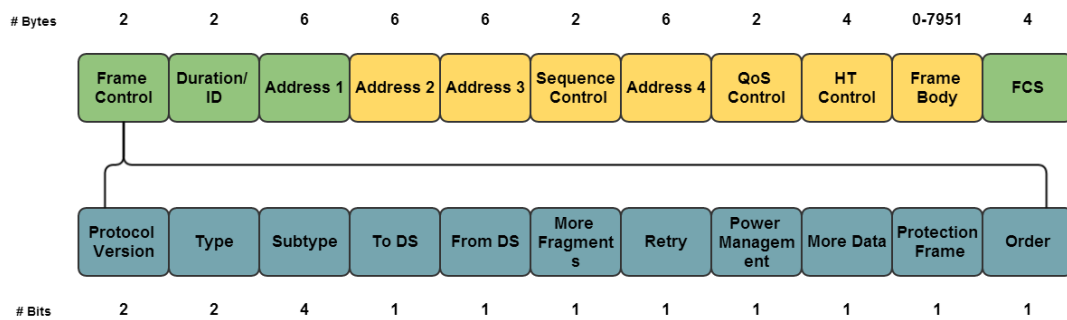 # Bytes 2 2 6 6 6 2 6 2 4 0-7951 4
Frame Control Duration/ ID Address 1 Address 2 Address 3 Sequence Control Address 4 QoS Control HT Control Frame Body FCS
Protocol Version Type Subtype To DS From DS More Fragment s Retry Power Managem ent More Data Protection Frame Order
# Bits 2 2 4 1 1 1 1 1 1 1 1